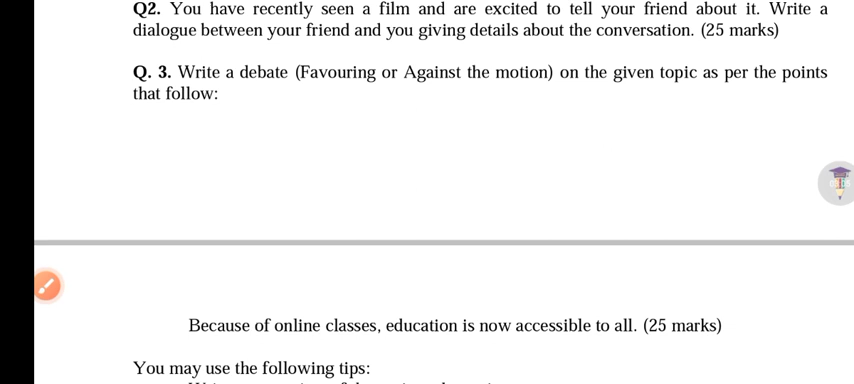 Q2. You have recently seen a film and are excited to tell your friend about it. Write a
dialogue between your friend and you giving details about the conversation. (25 marks)
Q. 3. Write a debate (Favouring or Against the motion) on the given topic as per the points
that follow:
Because of online classes, education is now accessible to all. (25 marks)
You may use the following tips: